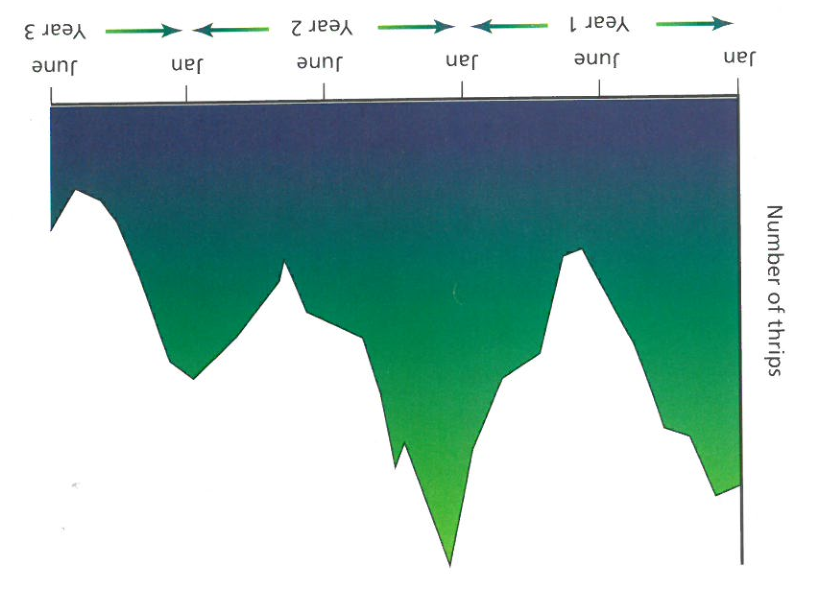 Number of thrips
Jan June Jan June Jan June
Year 1 Year 2 Year 3